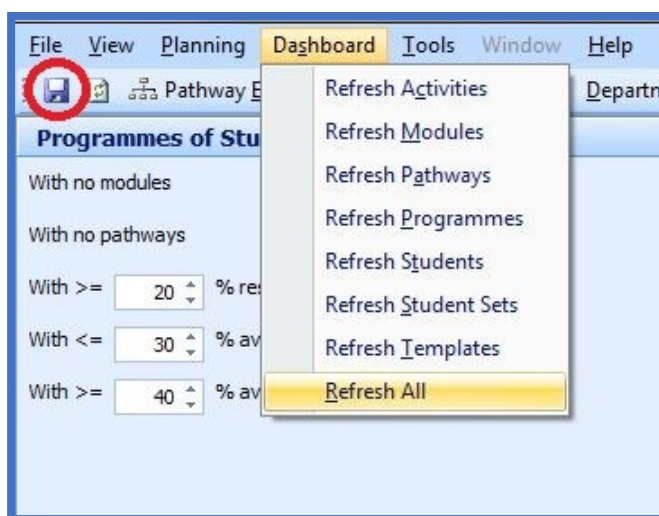 File View Planning Dashboard Tools Window Help
Pathway Departm
Programmes of Stu
With no modules
With no pathways
With >= 20 % res
With <= 30 % av
With >= 40 % av
Refresh Activities
Refresh Modules
Refresh Pathways
Refresh Programmes
Refresh Students
Refresh Student Sets
Refresh Templates
Refresh All